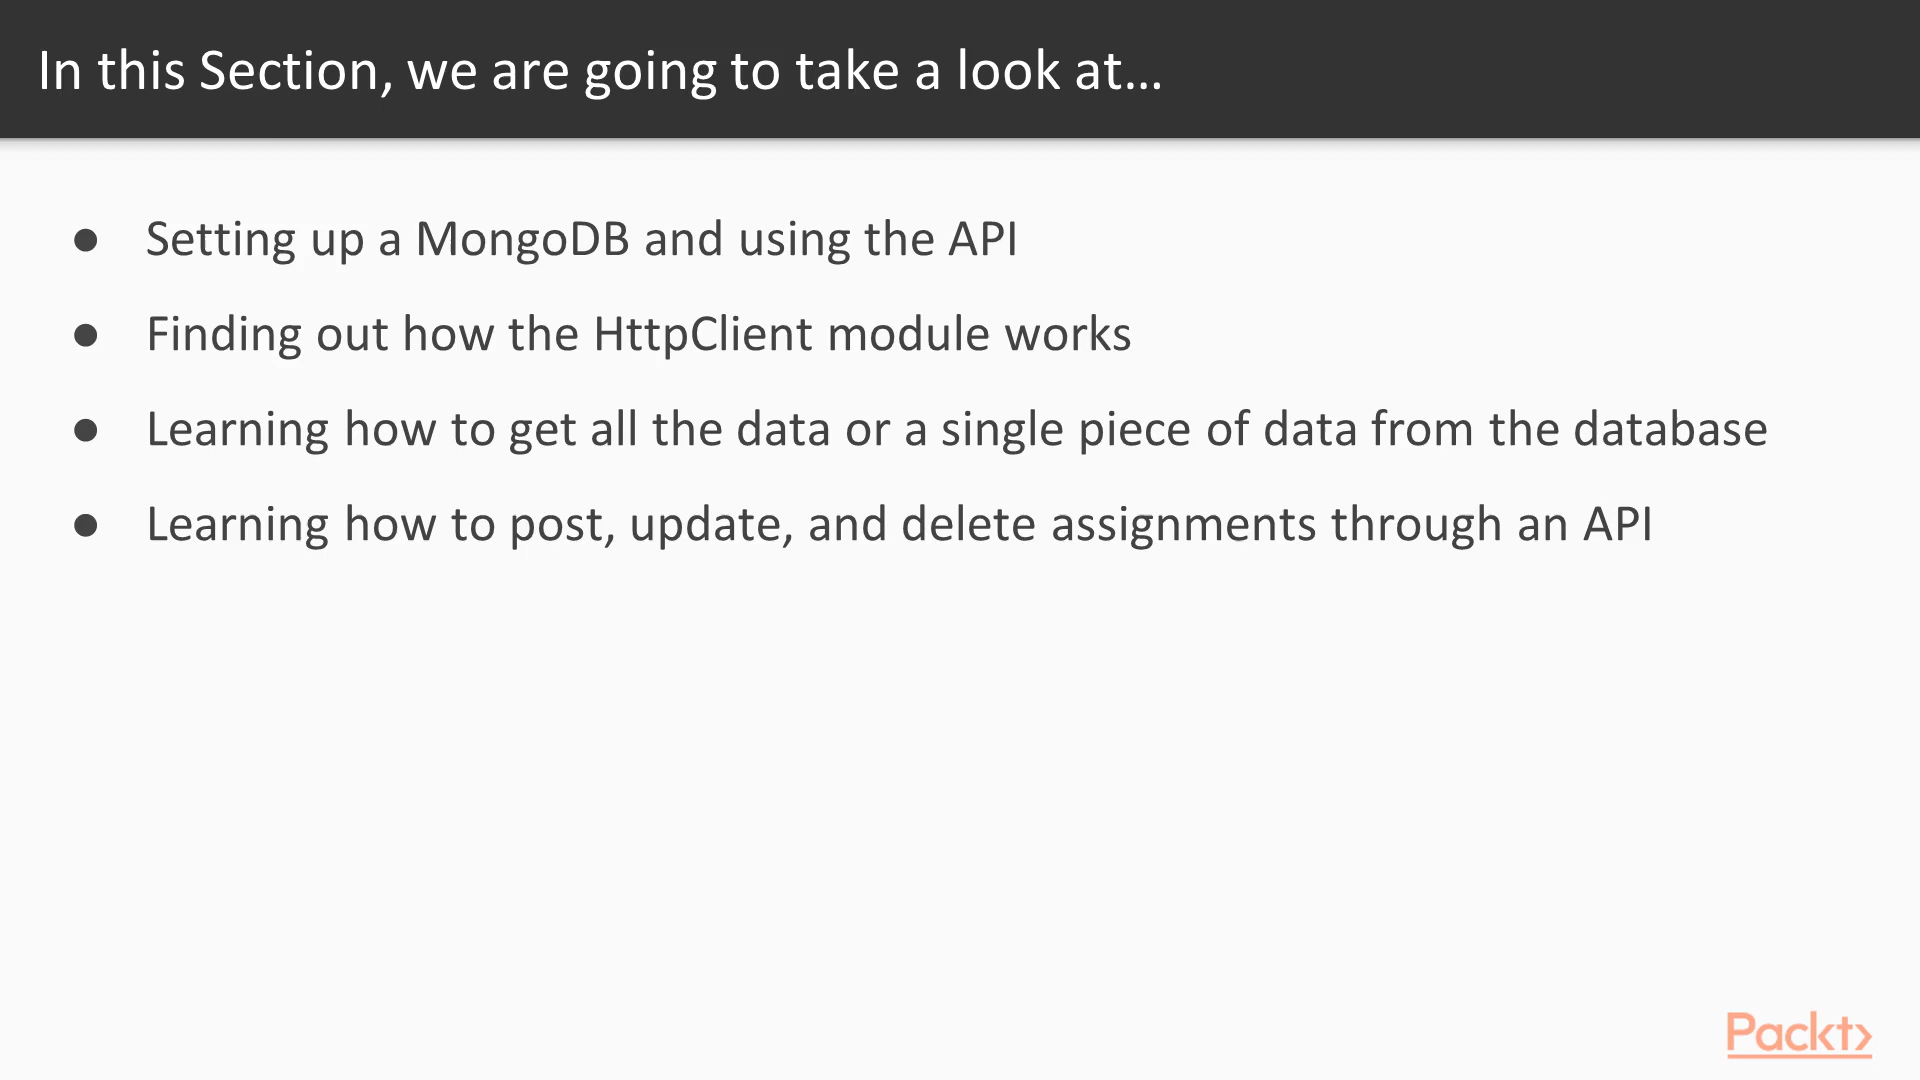 In this Section, we are going to take a look at...
● Setting up a MongoDB and using the API
● Finding out how the HttpClient module works
● Learning how to get all the data or a single piece of data from the database
● Learning how to post, update, and delete assignments through an API
Packt>